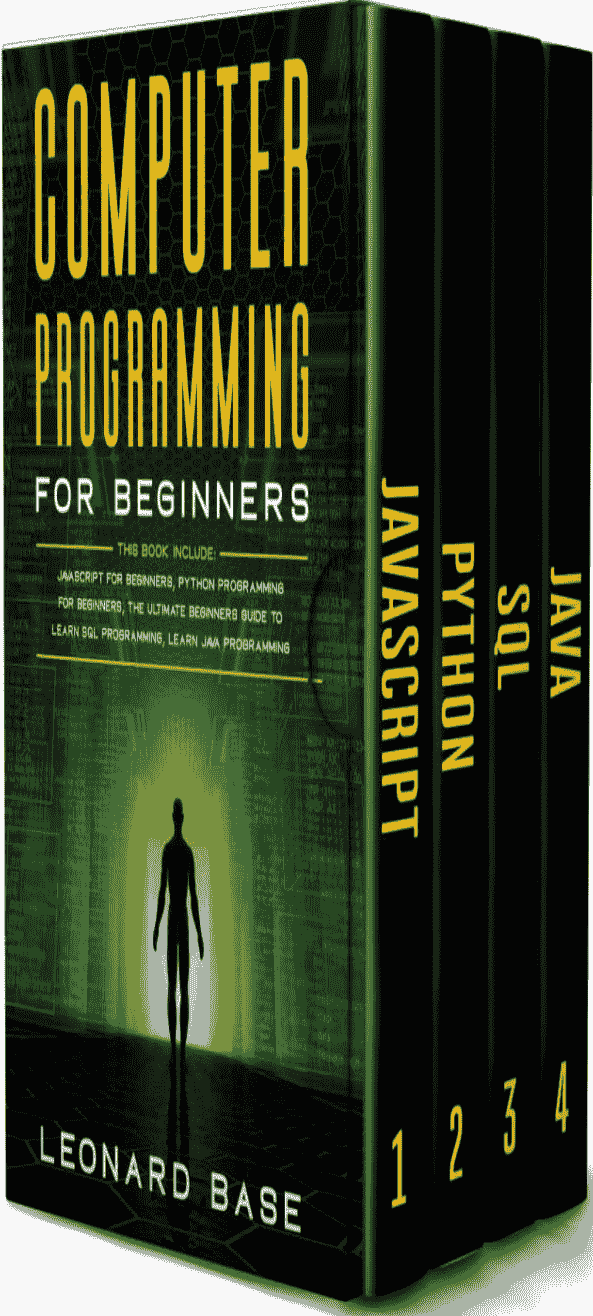 COMPUTER
PROGRAMMING
FOR BEGINNERS
THIS BOOK INCLUDE:
JAVASCRIPT FOR BEGINNERS, PYTHON PROGRAMMING
FOR BEGINNERS, THE ULTIMATE BEGINNERS GUIDE TO
LEARN SQL PROGRAMMING, LEARN JAVA PROGRAMMING
LEONARD BASE
JAVASCRIPT
1
PYTHON
2
SQL
3
JAVA
4